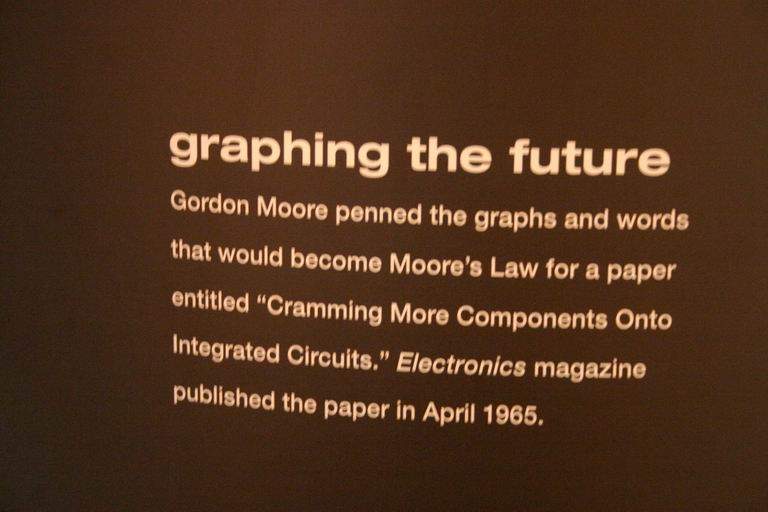 graphing the future
Gordon Moore penned the graphs and words
that would become Moore’s Law for a paper
entitled “Cramming More Components Onto
Integrated Circuits.” Electronics magazine
published the paper in April 1965.